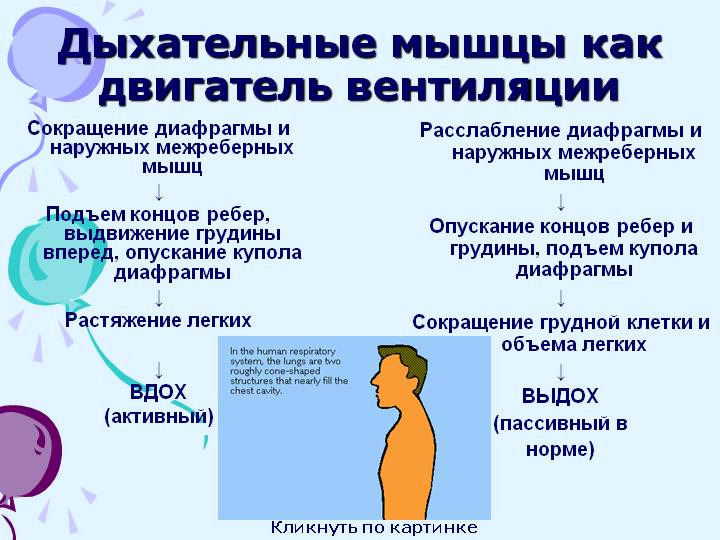 Дыхательные мышцы как
двигатель вентиляции
Сокращение диафрагмы и
наружных межреберных
мышц
↓
Подъем концов ребер,
выдвижение грудины
вперед, опускание купола
диафрагмы
↓
Растяжение легких
↓
ВДОХ
(активный)
Расслабление диафрагмы и
наружных межреберных
мышц
↓
Опускание концов ребер и
грудины, подъем купола
диафрагмы
↓
Сокращение грудной клетки и
объема легких
↓
ВЫДОХ
(пассивный в
норме)
In the human respiratory
system, the lungs are two
roughly cone-shaped
structures that nearly fill the
chest cavity.
Кликнуть по картинке